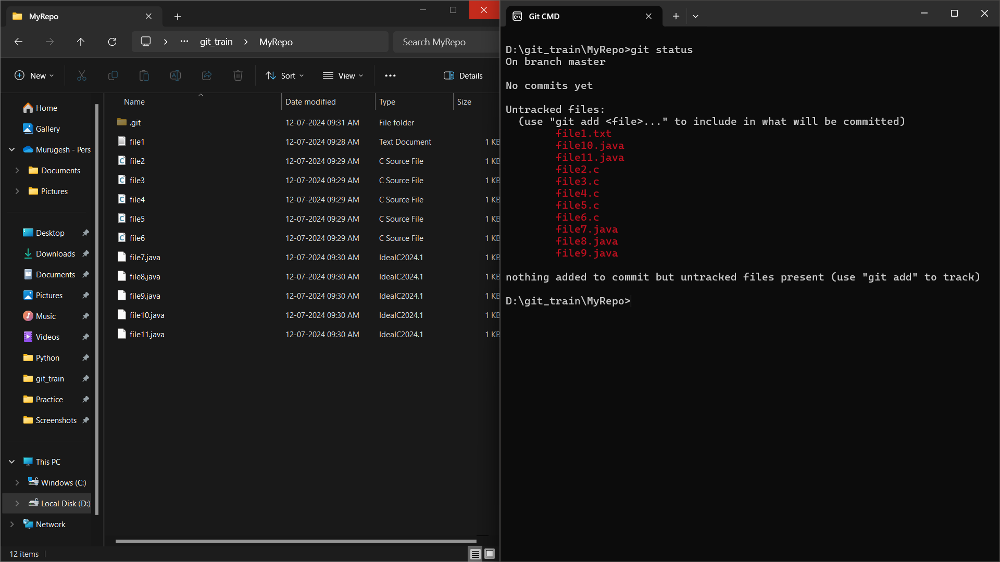 MyRepo
git_train
MyRepo
Search MyRepo
New
Sort
View
Details
Home
Gallery
Murugesh - Pers
Documents
Pictures
Desktop
Downloads
Documents
Pictures
Music
Videos
Python
git_train
Practice
Screenshots
This PC
Windows (C:)
Local Disk (D:)
Network
Name Date modified Type Size
.git 12-07-2024 09:31 AM File folder
file1 12-07-2024 09:28 AM Text Document 1 KB
file2 12-07-2024 09:29 AM C Source File 1 KB
file3 12-07-2024 09:29 AM C Source File 1 KB
file4 12-07-2024 09:29 AM C Source File 1 KB
file5 12-07-2024 09:29 AM C Source File 1 KB
file6 12-07-2024 09:29 AM C Source File 1 KB
file7.java 12-07-2024 09:30 AM IdeaIC2024.1 1 KB
file8.java 12-07-2024 09:30 AM IdeaIC2024.1 1 KB
file9.java 12-07-2024 09:30 AM IdeaIC2024.1 1 KB
file10.java 12-07-2024 09:30 AM IdeaIC2024.1 1 KB
file11.java 12-07-2024 09:30 AM IdeaIC2024.1 1 KB
12 items
Git CMD
D:\git_train\MyRepo>git status
On branch master
No commits yet
Untracked files:
(use "git add <file>..." to include in what will be committed)
file1.txt
file10.java
file11.java
file2.c
file3.c
file4.c
file5.c
file6.c
file7.java
file8.java
file9.java
nothing added to commit but untracked files present (use "git add" to track)
D:\git_train\MyRepo>